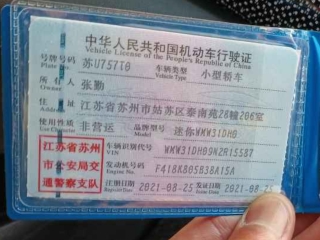 中华人民共和国机动车行驶证
Vehicle License of the People's Republic of China
号牌号码 苏U757T0 车辆类型 小型轿车
Plate No. Vehicle Type
所有人 张勤
Owner
住址 江苏省苏州市姑苏区泰南苑28幢206室
Address
使用性质 非营运 品牌型号 迷你WMW31DH0
Use Character Model
江苏省苏州 车辆识别代号 WMW31DH09N2R15587
VIN
市公安局交 发动机号码 F418K805B38A15A
Engine No.
通警察支队 注册日期 2021-08-25 发证日期 2021-08-25
Register Date Issue Date